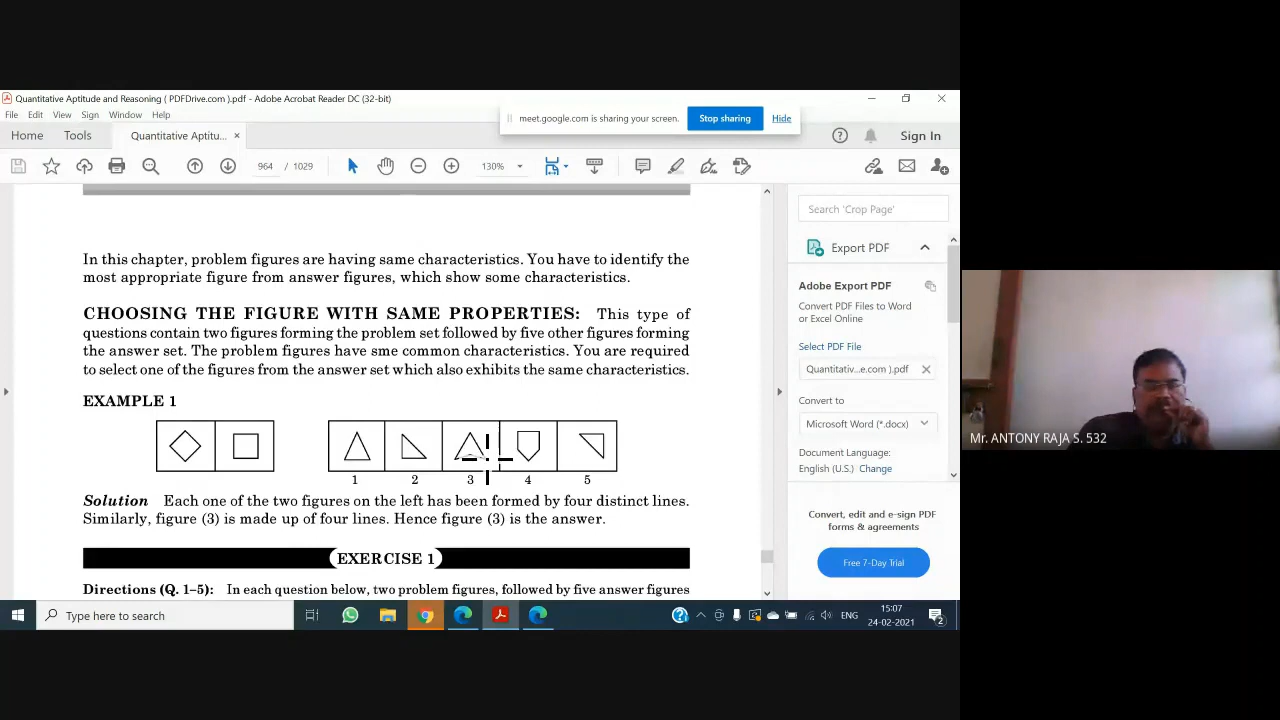 Quantitative Aptitude and Reasoning ( PDFDrive.com ).pdf - Adobe Acrobat Reader DC (32-bit)
File Edit View Sign Window Help
meet.google.com is sharing your screen. Stop sharing Hide
Home Tools Quantitative Aptitu... × Sign In
964 / 1029 130%
In this chapter, problem figures are having same characteristics. You have to identify the
most appropriate figure from answer figures, which show some characteristics.
CHOOSING THE FIGURE WITH SAME PROPERTIES: This type of
questions contain two figures forming the problem set followed by five other figures forming
the answer set. The problem figures have sme common characteristics. You are required
to select one of the figures from the answer set which also exhibits the same characteristics.
EXAMPLE 1
1 2 3 4 5
Solution Each one of the two figures on the left has been formed by four distinct lines.
Similarly, figure (3) is made up of four lines. Hence figure (3) is the answer.
EXERCISE 1
Directions (Q. 1–5): In each question below, two problem figures, followed by five answer figures
Search 'Crop Page'
Export PDF
Adobe Export PDF
Convert PDF Files to Word
or Excel Online
Select PDF File
Quantitativ...e.com ).pdf
Convert to
Microsoft Word (*.docx)
Document Language:
English (U.S.) Change
Convert, edit and e-sign PDF
forms & agreements
Free 7-Day Trial
Mr. ANTONY RAJA S. 532
Type here to search
ENG
15:07
24-02-2021
2